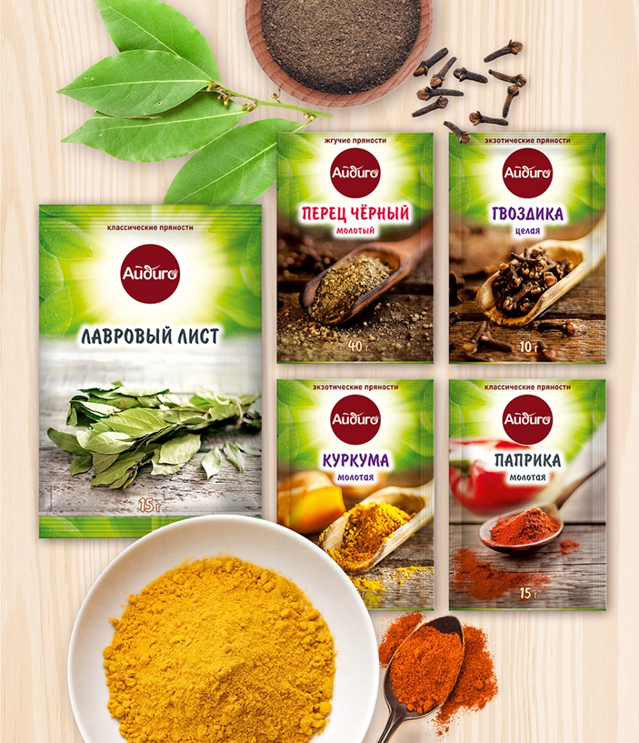 классические пряности
Айдиго
ЛАВРОВЫЙ ЛИСТ
15 г
жгучие пряности
Айдиго
ПЕРЕЦ ЧЁРНЫЙ
молотый
40 г
экзотические пряности
Айдиго
ГВОЗДИКА
целая
10 г
экзотические пряности
Айдиго
КУРКУМА
молотая
классические пряности
Айдиго
ПАПРИКА
молотая
15 г